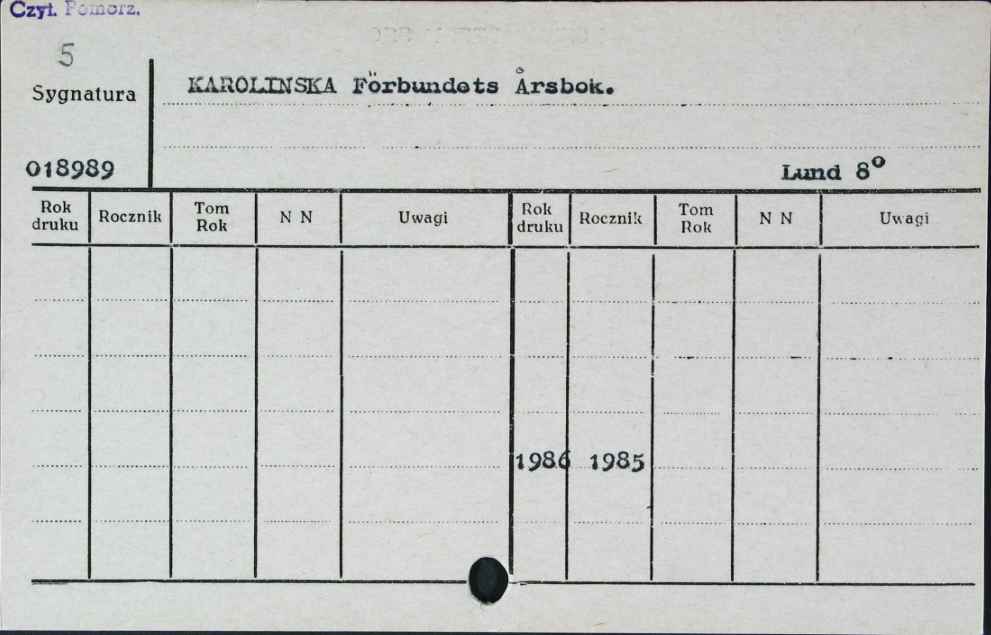 Czyt. Pomorz.
5
Sygnatura
KAROLINSKA Förbundets Årsbok.
018989
Lund 8º
Rok druku Rocznik Tom Rok N N Uwagi Rok druku Rocznik Tom Rok N N Uwagi
1986 1985